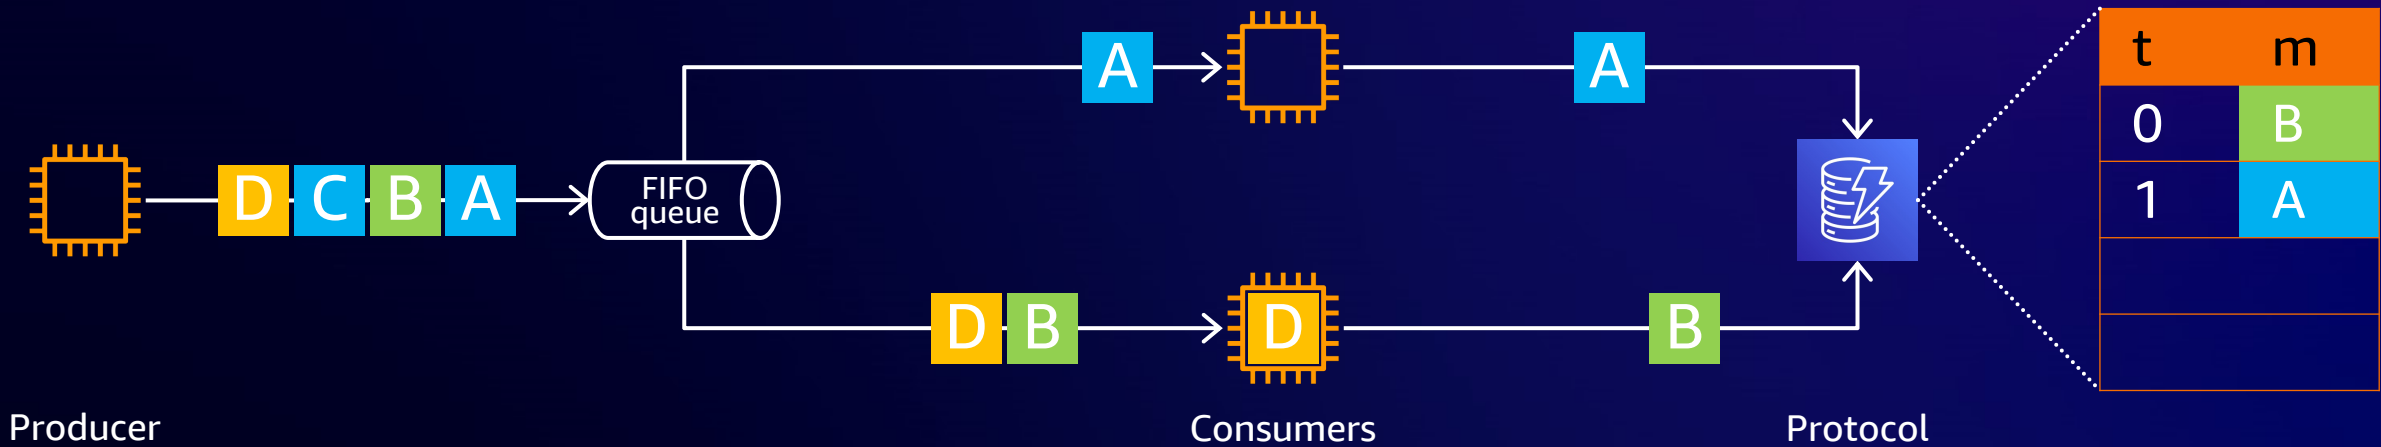 D C B A
FIFO
queue
A
A
D B
D
B
t m
0 B
1 A
Producer
Consumers
Protocol